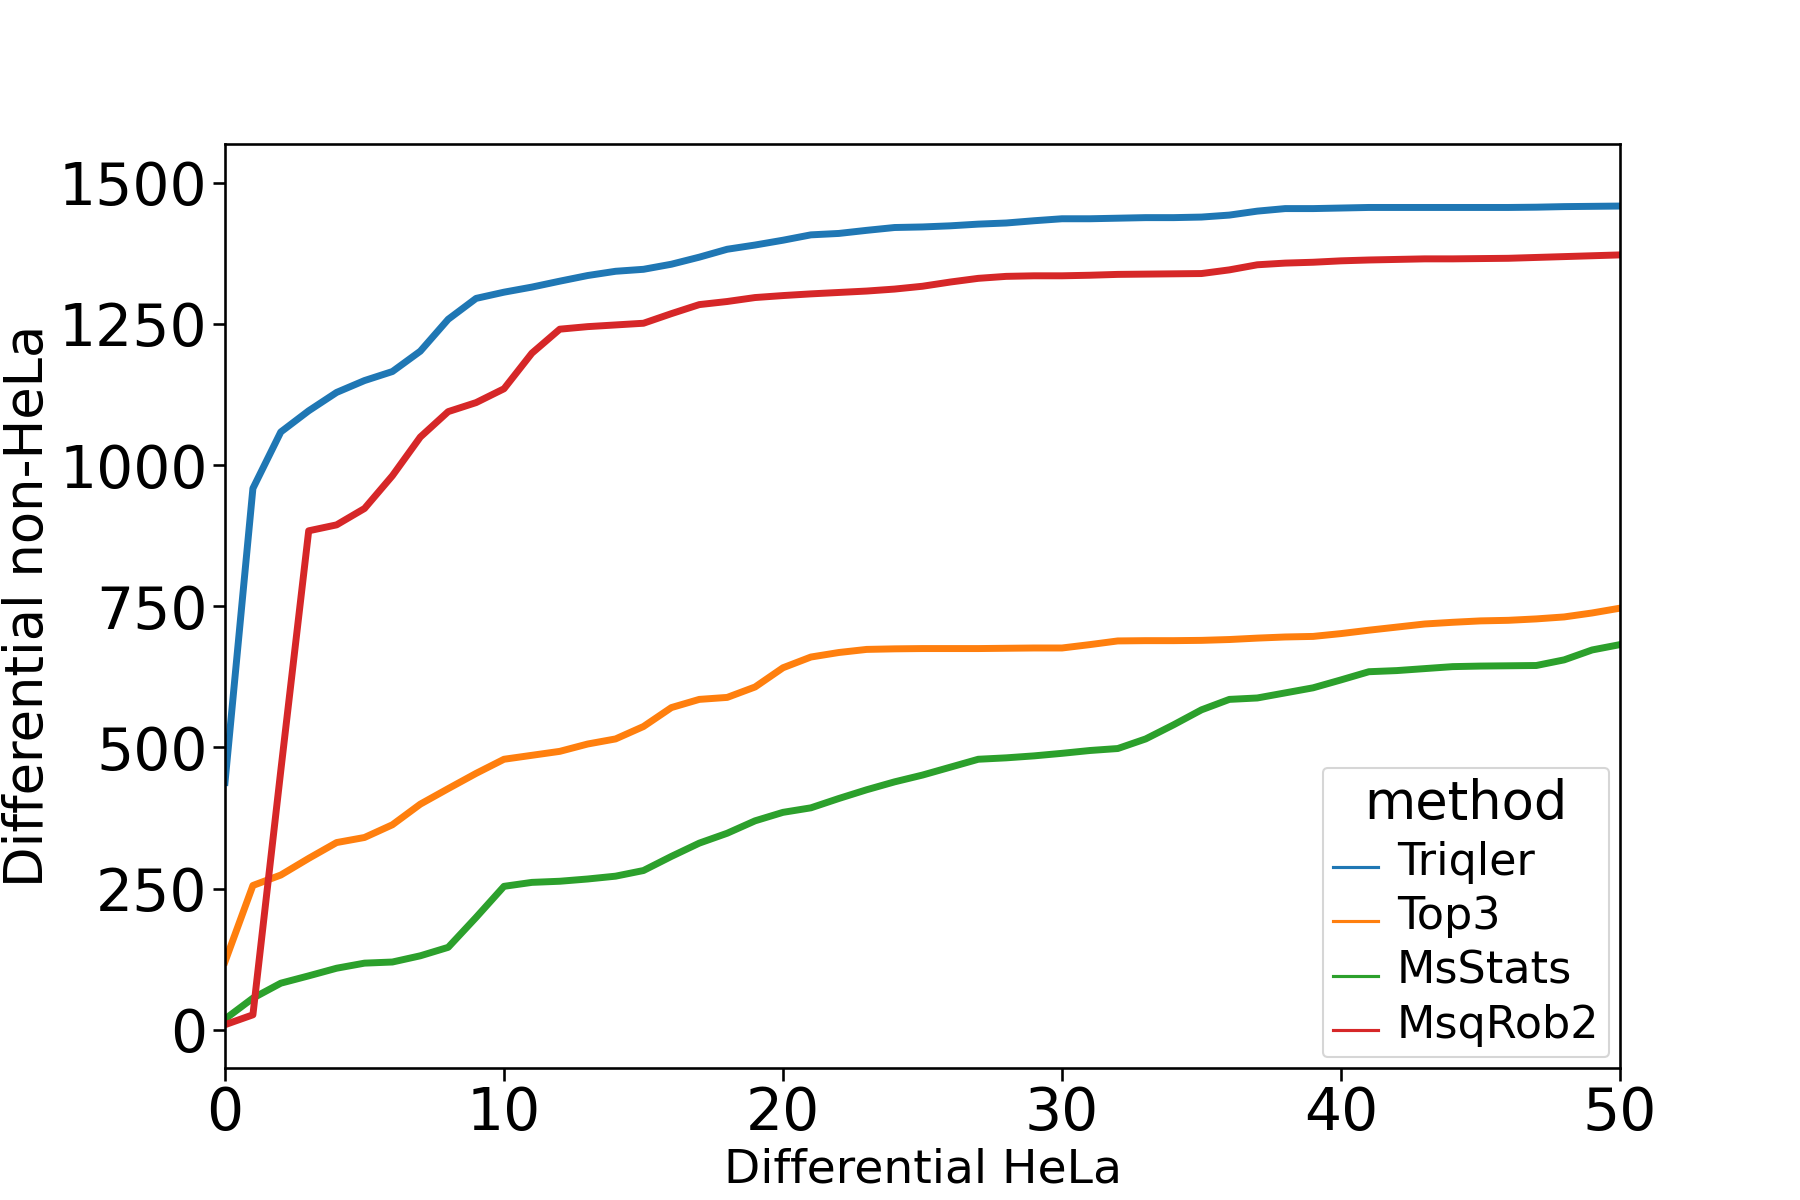 1500
1250
1000
750
500
250
0
Differential non-HeLa
0 10 20 30 40 50
Differential HeLa
method
Triqler
Top3
MsStats
MsqRob2